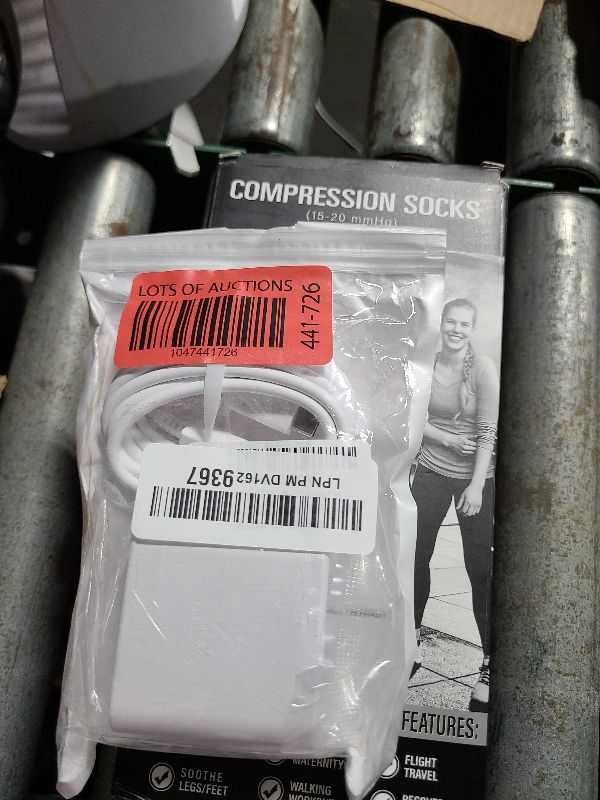 COMPRESSION SOCKS
(15-20 mmHg)
LOTS OF AUCTIONS
1047441726
441-726
LPN PM DV162 9367
FEATURES:
MATERNITY
FLIGHT
TRAVEL
SOOTHE
LEGS/FEET
WALKING